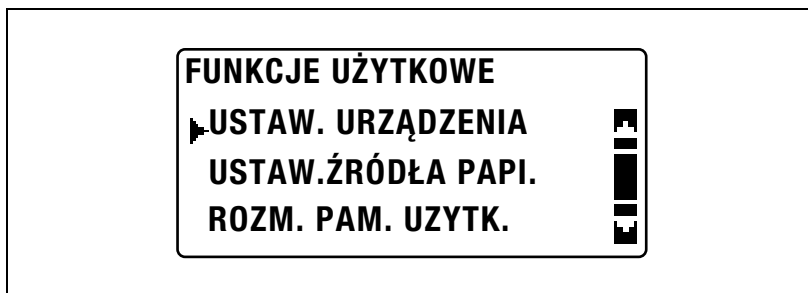 FUNKCJE UŻYTKOWE
USTAW. URZĄDZENIA
USTAW.ŹRÓDŁA PAPI.
ROZM. PAM. UZYTK.